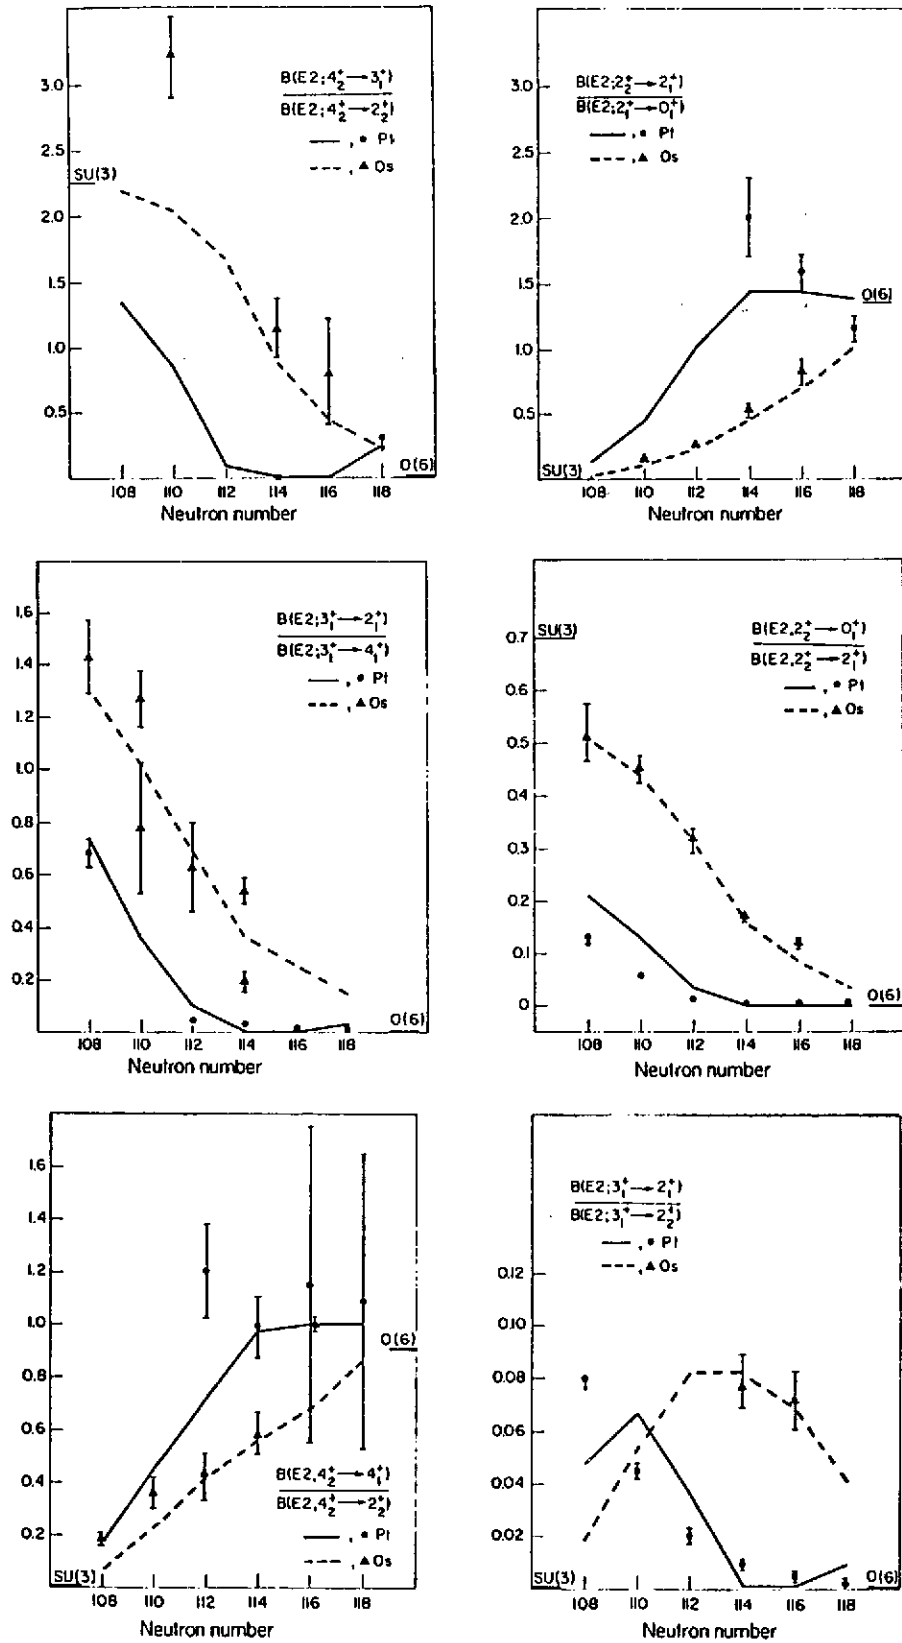 3.0
2.5
SU(3)
2.0
1.5
1.0
0.5
B(E2;4₂⁺→3₁⁺)
B(E2;4₂⁺→2₂⁺)
—, • Pt
---, ▲ Os
O(6)
108 110 112 114 116 118
Neutron number
3.0
2.5
2.0
1.5
1.0
0.5
SU(3)
B(E2;2₂⁺→2₁⁺)
B(E2;2₁⁺→0₁⁺)
—, • Pt
---, ▲ Os
O(6)
108 110 112 114 116 118
Neutron number
1.6
1.4
1.2
1.0
0.8
0.6
0.4
0.2
B(E2;3₁⁺→2₁⁺)
B(E2;3₁⁺→4₁⁺)
—, • Pt
---, ▲ Os
O(6)
108 110 112 114 116 118
Neutron number
SU(3)
0.7
0.6
0.5
0.4
0.3
0.2
0.1
0
B(E2,2₂⁺→0₁⁺)
B(E2,2₂⁺→2₁⁺)
—, • Pt
---, ▲ Os
O(6)
108 110 112 114 116 118
Neutron number
1.6
1.4
1.2
1.0
0.8
0.6
0.4
0.2
SU(3)
O(6)
B(E2,4₂⁺→4₁⁺)
B(E2,4₂⁺→2₂⁺)
—, • Pt
---, ▲ Os
108 110 112 114 116 118
Neutron number
B(E2;3₁⁺→2₁⁺)
B(E2;3₁⁺→2₂⁺)
—, • Pt
---, ▲ Os
0.12
0.10
0.08
0.06
0.04
0.02
SU(3)
O(6)
108 110 112 114 116 118
Neutron number